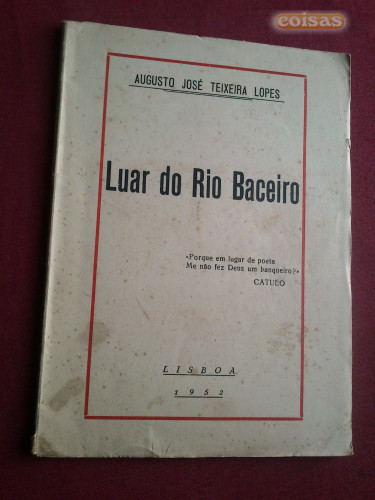 coisas
AUGUSTO JOSÉ TEIXEIRA LOPES
Luar do Rio Baceiro
«Porque em lugar de poeta
Me não fez Deus um banqueiro?»
CATULO
LISBOA
1952